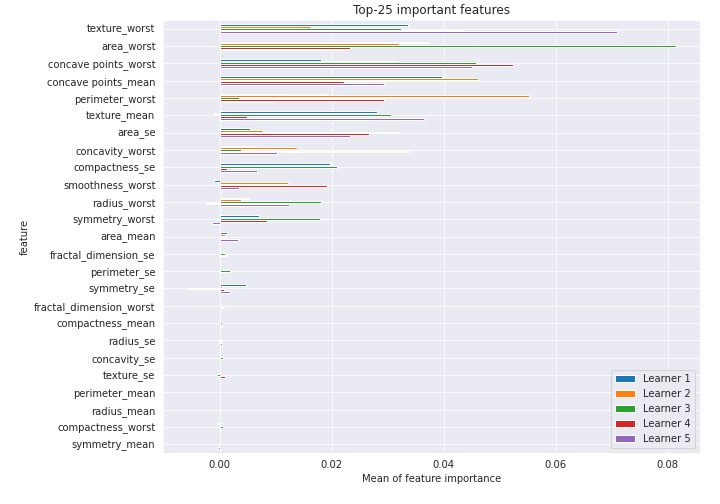 Top-25 important features
texture_worst
area_worst
concave points_worst
concave points_mean
perimeter_worst
texture_mean
area_se
concavity_worst
compactness_se
smoothness_worst
radius_worst
symmetry_worst
area_mean
fractal_dimension_se
perimeter_se
symmetry_se
fractal_dimension_worst
compactness_mean
radius_se
concavity_se
texture_se
perimeter_mean
radius_mean
compactness_worst
symmetry_mean
feature
Learner 1
Learner 2
Learner 3
Learner 4
Learner 5
0.00 0.02 0.04 0.06 0.08
Mean of feature importance